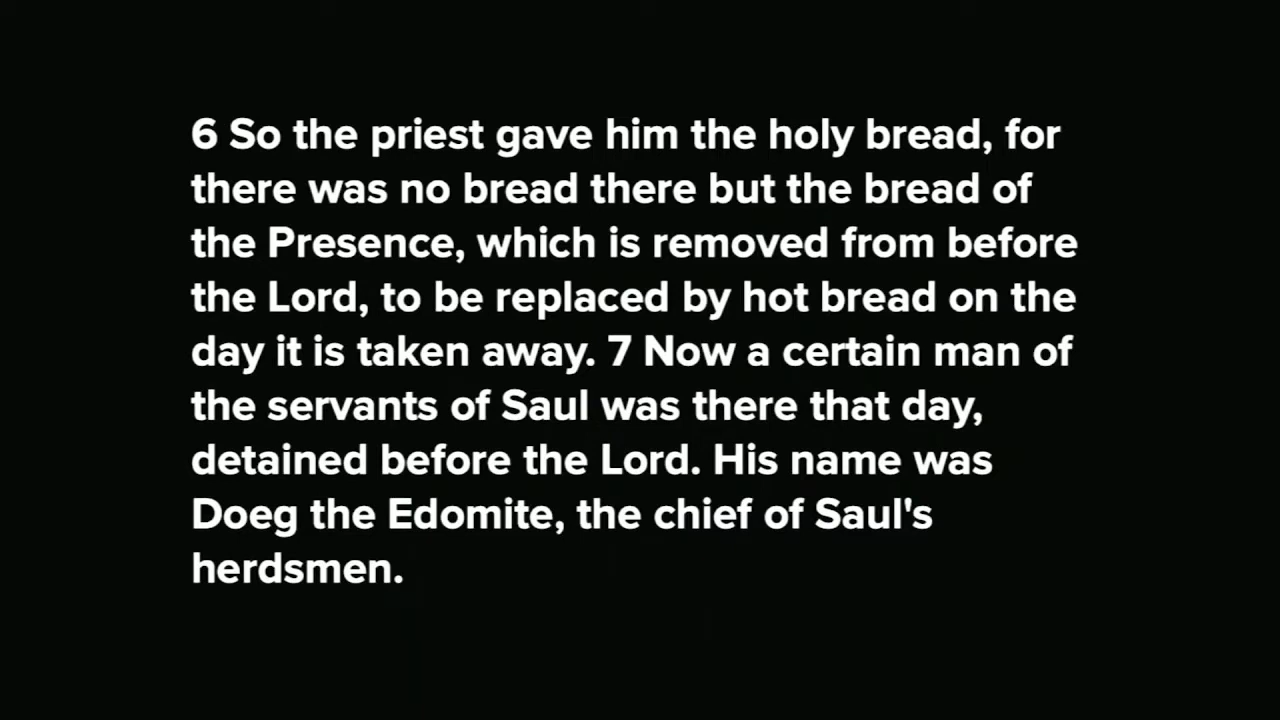 6 So the priest gave him the holy bread, for
there was no bread there but the bread of
the Presence, which is removed from before
the Lord, to be replaced by hot bread on the
day it is taken away. 7 Now a certain man of
the servants of Saul was there that day,
detained before the Lord. His name was
Doeg the Edomite, the chief of Saul's
herdsmen.